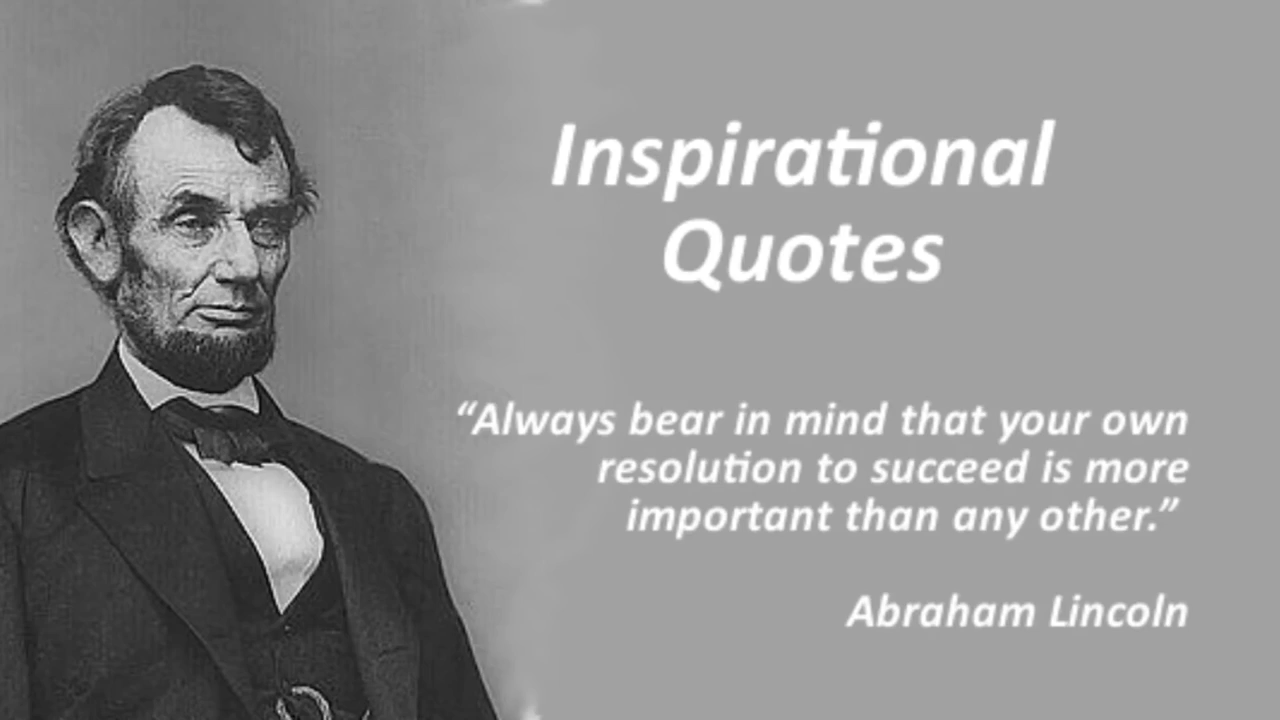 Inspirational
Quotes
“Always bear in mind that your own
resolution to succeed is more
important than any other.”
Abraham Lincoln